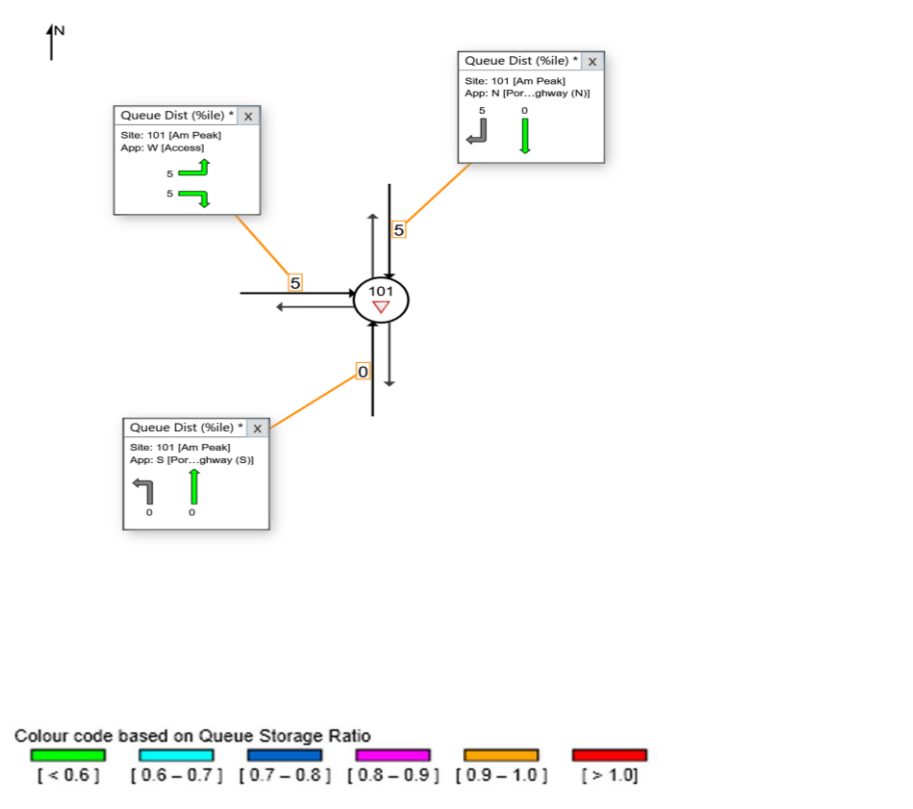 N
Queue Dist (%ile) * x
Site: 101 [Am Peak]
App: N [Por...ghway (N)]
5 0
Queue Dist (%ile) * x
Site: 101 [Am Peak]
App: W [Access]
5
5
5
5
101
0
Queue Dist (%ile) * x
Site: 101 [Am Peak]
App: S [Por...ghway (S)]
0 0
Colour code based on Queue Storage Ratio
[ < 0.6 ] [ 0.6 – 0.7 ] [ 0.7 – 0.8 ] [ 0.8 – 0.9 ] [ 0.9 – 1.0 ] [ > 1.0]